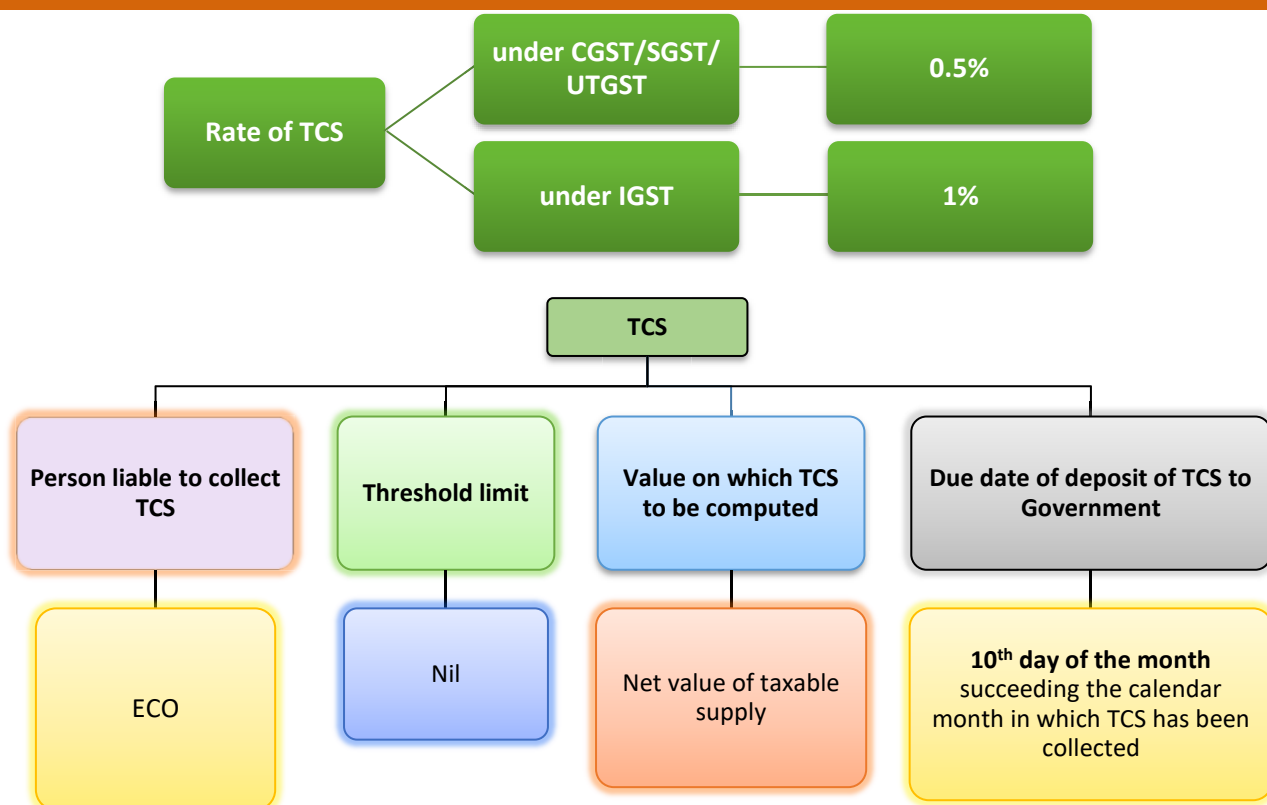 under CGST/SGST/
UTGST
0.5%
Rate of TCS
under IGST
1%
TCS
Person liable to collect
TCS
Threshold limit
Value on which TCS
to be computed
Due date of deposit of TCS to
Government
ECO
Nil
Net value of taxable
supply
10th day of the month
succeeding the calendar
month in which TCS has been
collected